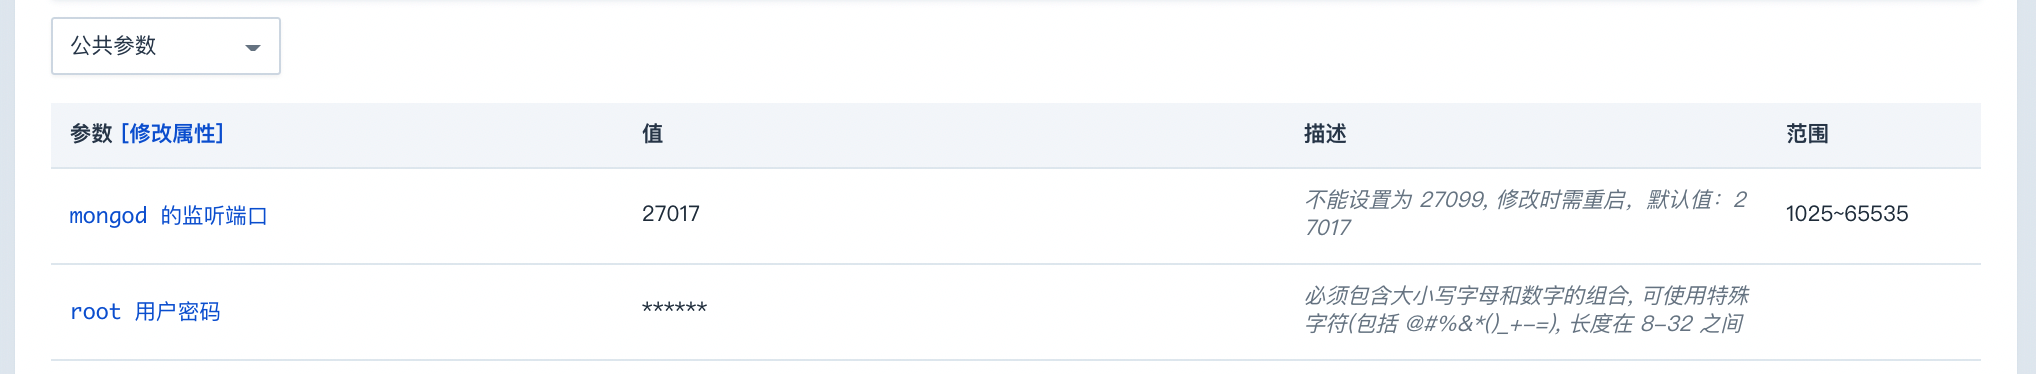 公共参数
参数 [修改属性] 值 描述 范围
mongod 的监听端口 27017 不能设置为 27099, 修改时需重启，默认值：2
7017 1025~65535
root 用户密码 ****** 必须包含大小写字母和数字的组合, 可使用特殊
字符(包括 @#%&*()_+-=), 长度在 8-32 之间